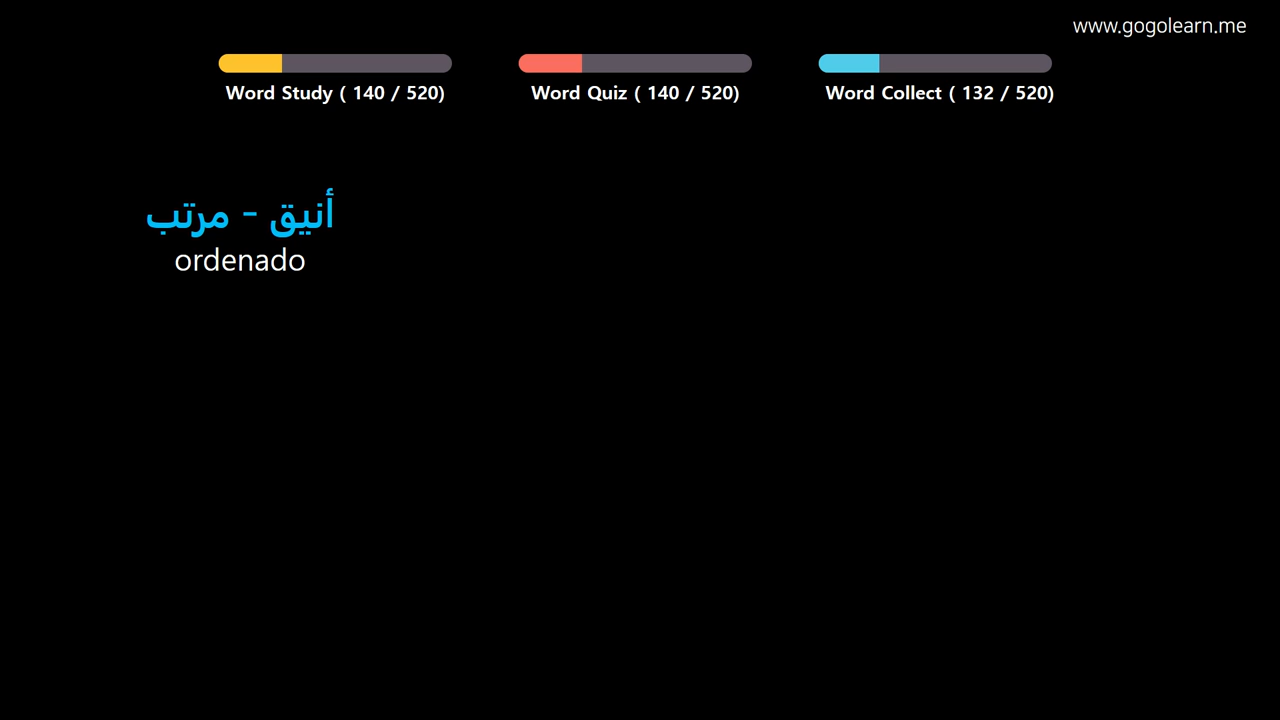 www.gogolearn.me
Word Study ( 140 / 520)
Word Quiz ( 140 / 520)
Word Collect ( 132 / 520)
أنيق - مرتب
ordenado